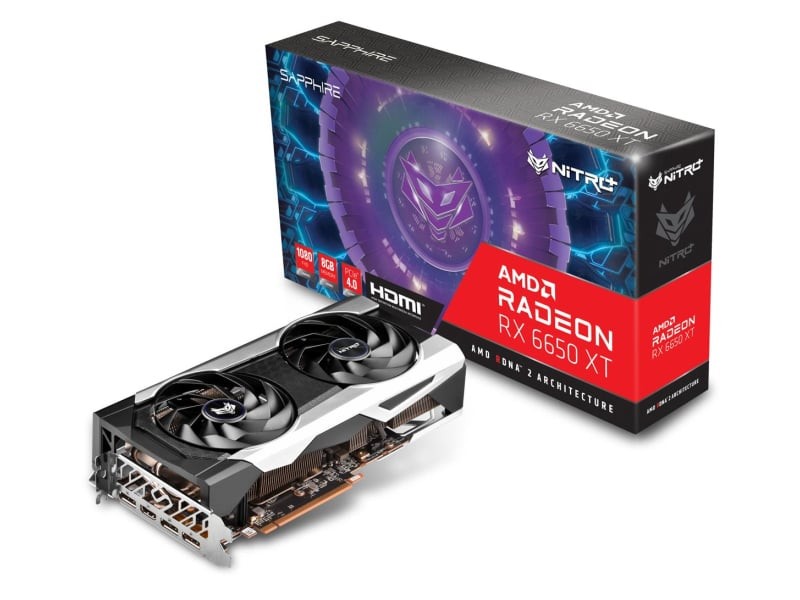 SAPPHIRE
SAPPHIRE
AMD
RADEON
RX 6650 XT
NITRO+
1080
8GB
PCIe
4.0
HDMI
AMD
RADEON
RX 6650 XT
AMD RDNA 2 ARCHITECTURE
SAPPHIRE
NITRO+
NITRO+
AMD
RADEON
RX 6650 XT
AMD RDNA 2 ARCHITECTURE